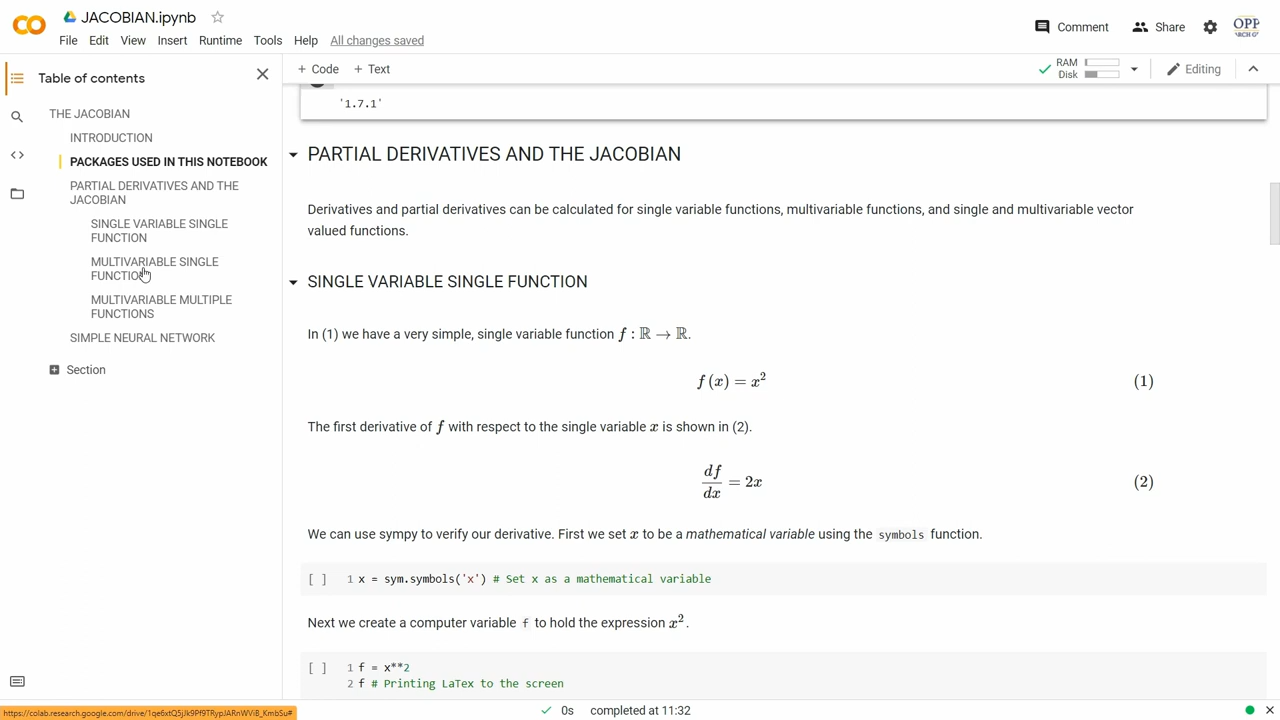 JACOBIAN.ipynb
File Edit View Insert Runtime Tools Help All changes saved
Comment
Share
OPP
ARCH G
Table of contents
THE JACOBIAN
INTRODUCTION
PACKAGES USED IN THIS NOTEBOOK
PARTIAL DERIVATIVES AND THE
JACOBIAN
SINGLE VARIABLE SINGLE
FUNCTION
MULTIVARIABLE SINGLE
FUNCTION
MULTIVARIABLE MULTIPLE
FUNCTIONS
SIMPLE NEURAL NETWORK
Section
+ Code + Text
RAM
Disk
Editing
'1.7.1'
PARTIAL DERIVATIVES AND THE JACOBIAN
Derivatives and partial derivatives can be calculated for single variable functions, multivariable functions, and single and multivariable vector
valued functions.
SINGLE VARIABLE SINGLE FUNCTION
In (1) we have a very simple, single variable function f : ℝ → ℝ.
f (x) = x² (1)
The first derivative of f with respect to the single variable x is shown in (2).
df/dx = 2x (2)
We can use sympy to verify our derivative. First we set x to be a mathematical variable using the symbols function.
[ ] 1 x = sym.symbols('x') # Set x as a mathematical variable
Next we create a computer variable f to hold the expression x².
[ ] 1 f = x**2
2 f # Printing LaTex to the screen
0s completed at 11:32